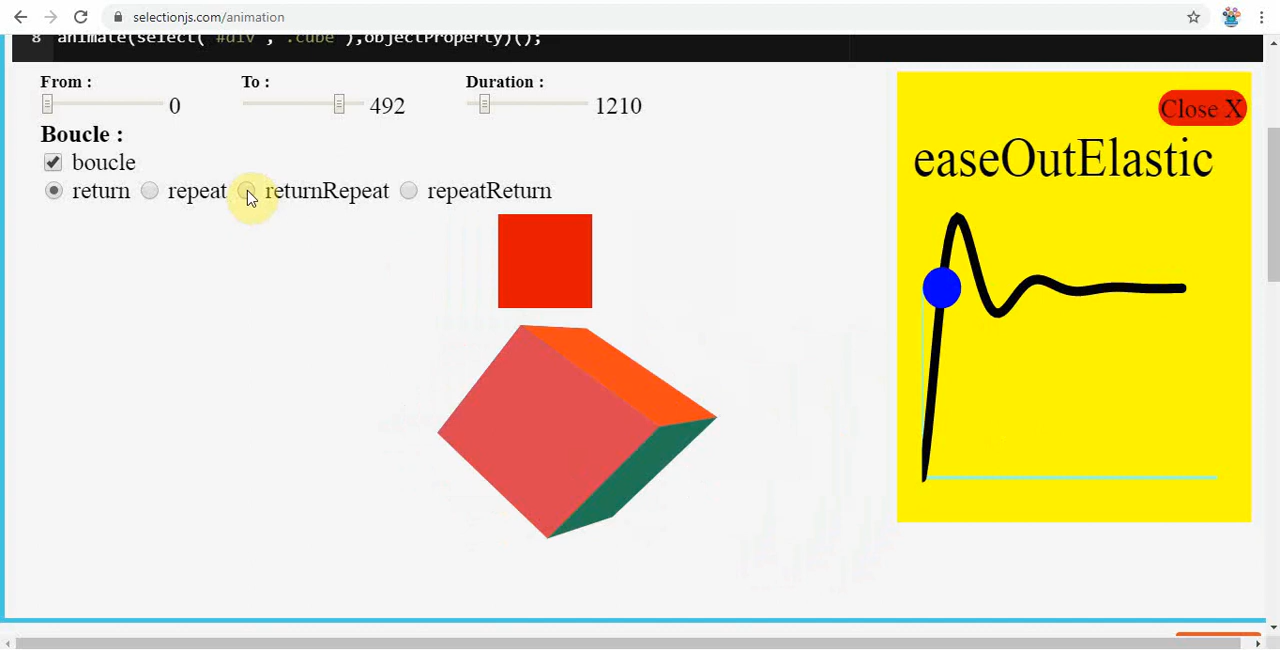 selectionjs.com/animation
8 animate(select("#div , .cube"),objectProperty)();
From : To : Duration :
0 492 1210
Close X
Boucle :
easeOutElastic
boucle
return repeat returnRepeat repeatReturn